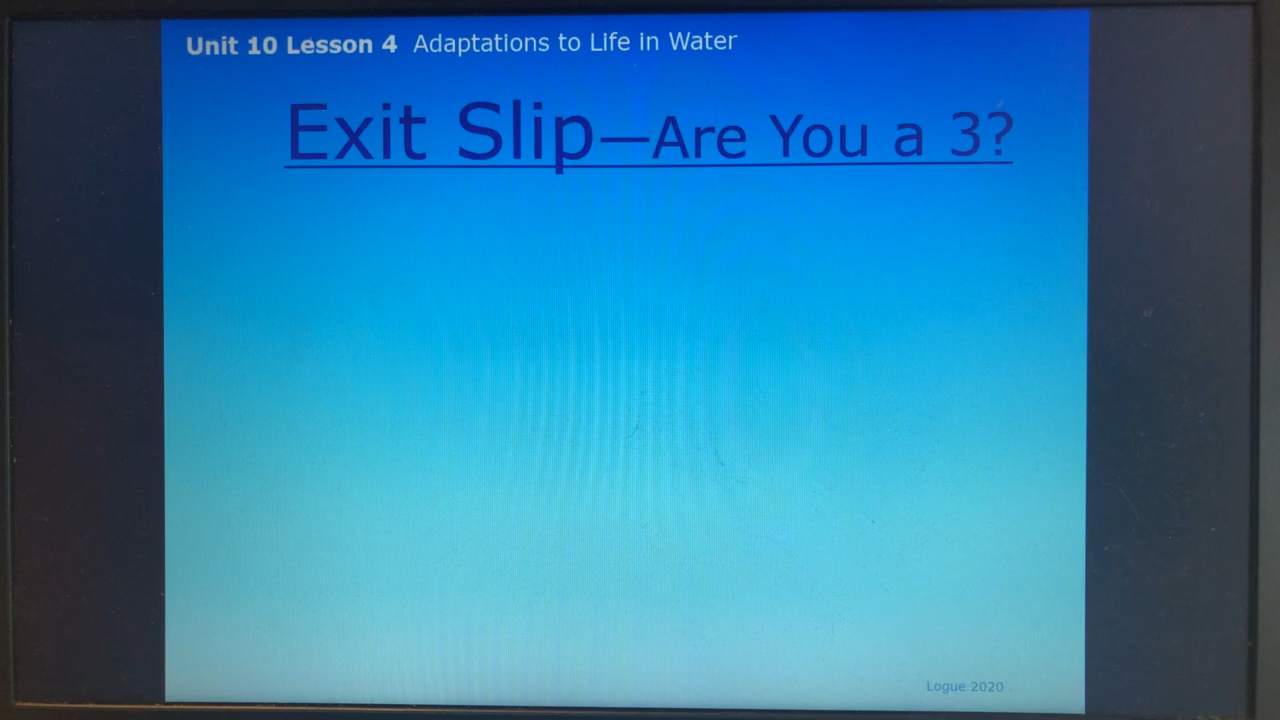 Unit 10 Lesson 4 Adaptations to Life in Water
Exit Slip—Are You a 3?
Logue 2020